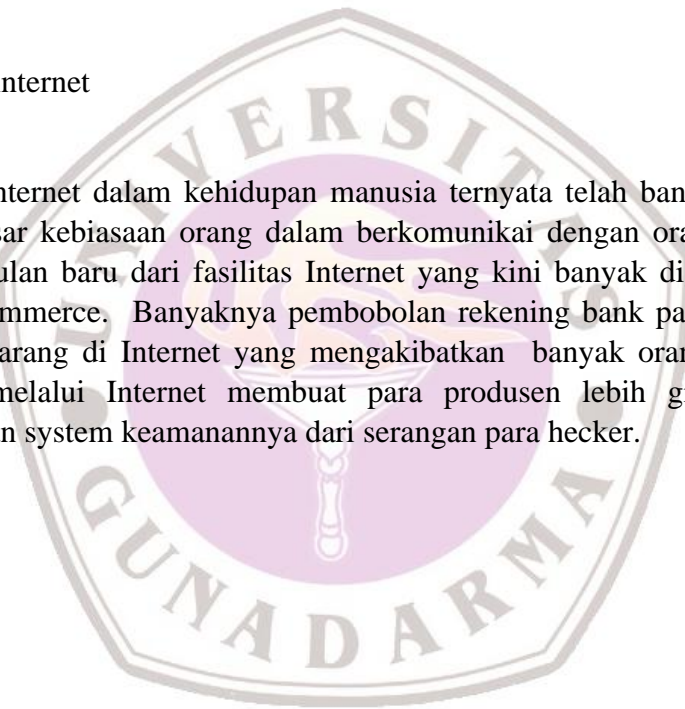 nternet
nternet dalam kehidupan manusia ternyata telah ban
sar kebiasaan orang dalam berkomunikai dengan ora
ulan baru dari fasilitas Internet yang kini banyak di
mmerce. Banyaknya pembobolan rekening bank pa
arang di Internet yang mengakibatkan banyak oran
melalui Internet membuat para produsen lebih g
n system keamanannya dari serangan para hecker.
UNIVERSITAS
GUNADARMA